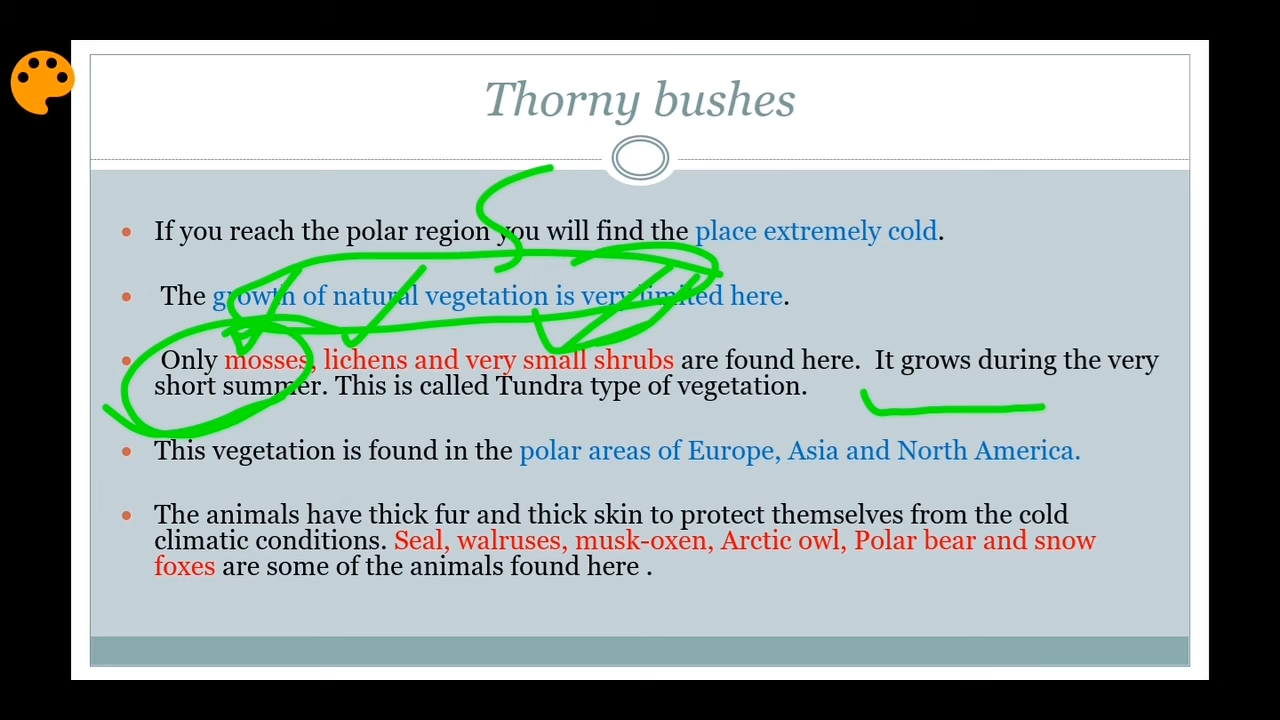 Thorny bushes
If you reach the polar region you will find the place extremely cold.
The growth of natural vegetation is very limited here.
Only mosses, lichens and very small shrubs are found here. It grows during the very
short summer. This is called Tundra type of vegetation.
This vegetation is found in the polar areas of Europe, Asia and North America.
The animals have thick fur and thick skin to protect themselves from the cold
climatic conditions. Seal, walruses, musk-oxen, Arctic owl, Polar bear and snow
foxes are some of the animals found here .